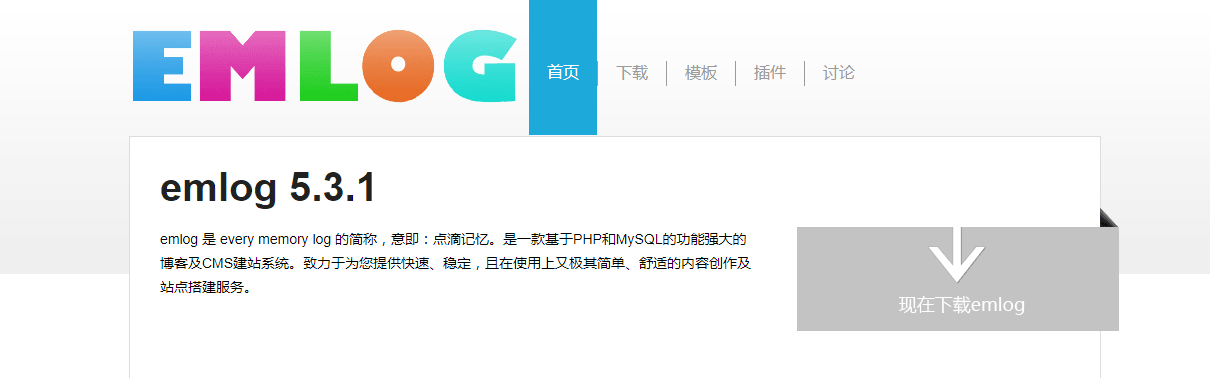 EMLOG
首页 下载 模板 插件 讨论
emlog 5.3.1
emlog 是 every memory log 的简称，意即：点滴记忆。是一款基于PHP和MySQL的功能强大的
博客及CMS建站系统。致力于为您提供快速、稳定，且在使用上又极其简单、舒适的内容创作及
站点搭建服务。
现在下载emlog